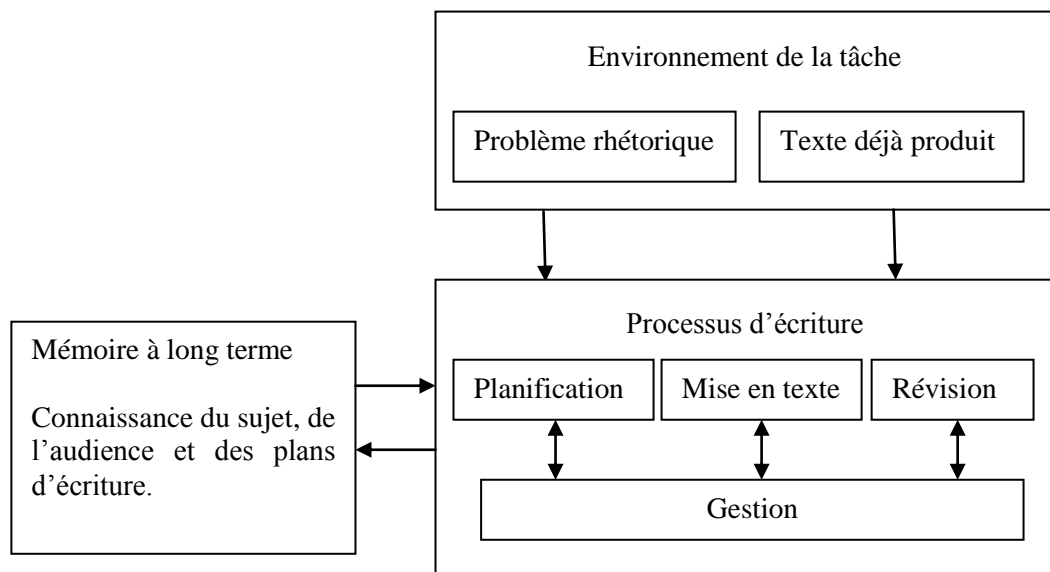 Environnement de la tâche
Problème rhétorique
Texte déjà produit
Processus d’écriture
Mémoire à long terme
Connaissance du sujet, de
l’audience et des plans
d’écriture.
Planification
Mise en texte
Révision
Gestion